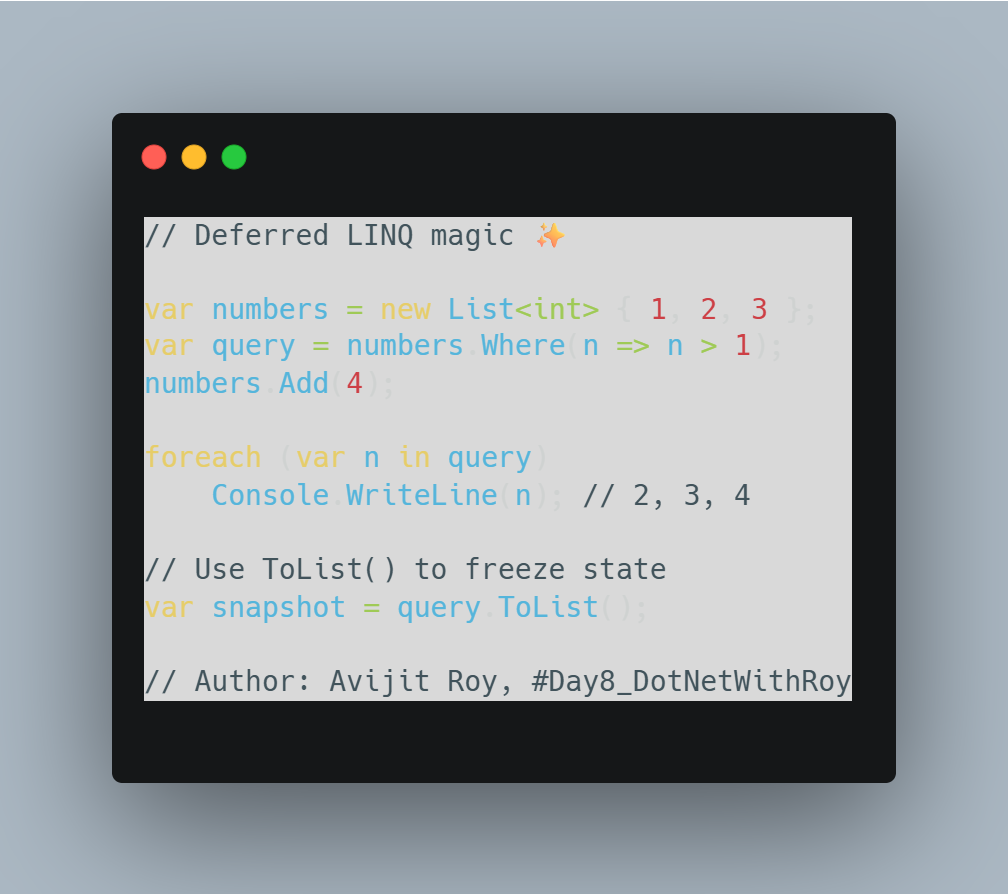 // Deferred LINQ magic ✨
var numbers = new List<int> { 1, 2, 3 };
var query = numbers.Where(n => n > 1);
numbers.Add(4);
foreach (var n in query)
    Console.WriteLine(n); // 2, 3, 4
// Use ToList() to freeze state
var snapshot = query.ToList();
// Author: Avijit Roy, #Day8_DotNetWithRoy